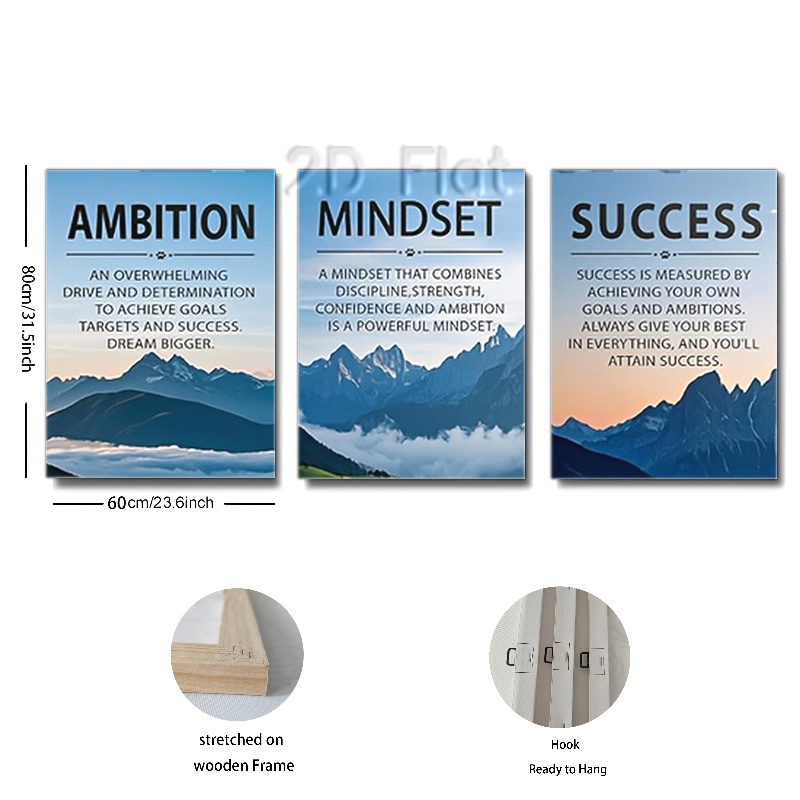 2D Flat
AMBITION
AN OVERWHELMING
DRIVE AND DETERMINATION
TO ACHIEVE GOALS
TARGETS AND SUCCESS.
DREAM BIGGER.
MINDSET
A MINDSET THAT COMBINES
DISCIPLINE,STRENGTH,
CONFIDENCE AND AMBITION
IS A POWERFUL MINDSET.
SUCCESS
SUCCESS IS MEASURED BY
ACHIEVING YOUR OWN
GOALS AND AMBITIONS.
ALWAYS GIVE YOUR BEST
IN EVERYTHING, AND YOU'LL
ATTAIN SUCCESS.
80cm/31.5inch
60cm/23.6inch
stretched on
wooden Frame
Hook
Ready to Hang